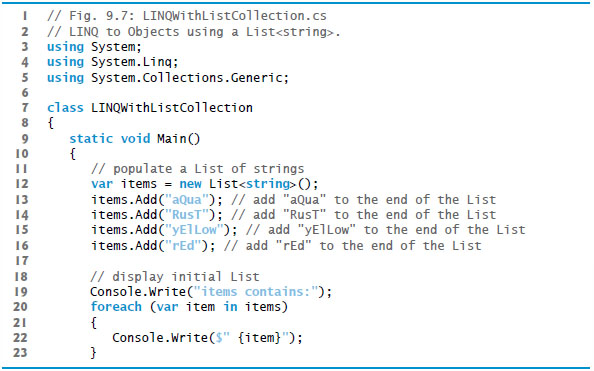 1 // Fig. 9.7: LINQWithListCollection.cs
2 // LINQ to Objects using a List<string>.
3 using System;
4 using System.Linq;
5 using System.Collections.Generic;
6
7 class LINQWithListCollection
8 {
9 static void Main()
10 {
11 // populate a List of strings
12 var items = new List<string>();
13 items.Add("aQua"); // add "aQua" to the end of the List
14 items.Add("RusT"); // add "RusT" to the end of the List
15 items.Add("yElLow"); // add "yElLow" to the end of the List
16 items.Add("rEd"); // add "rEd" to the end of the List
17
18 // display initial List
19 Console.Write("items contains:");
20 foreach (var item in items)
21 {
22 Console.Write($" {item}");
23 }